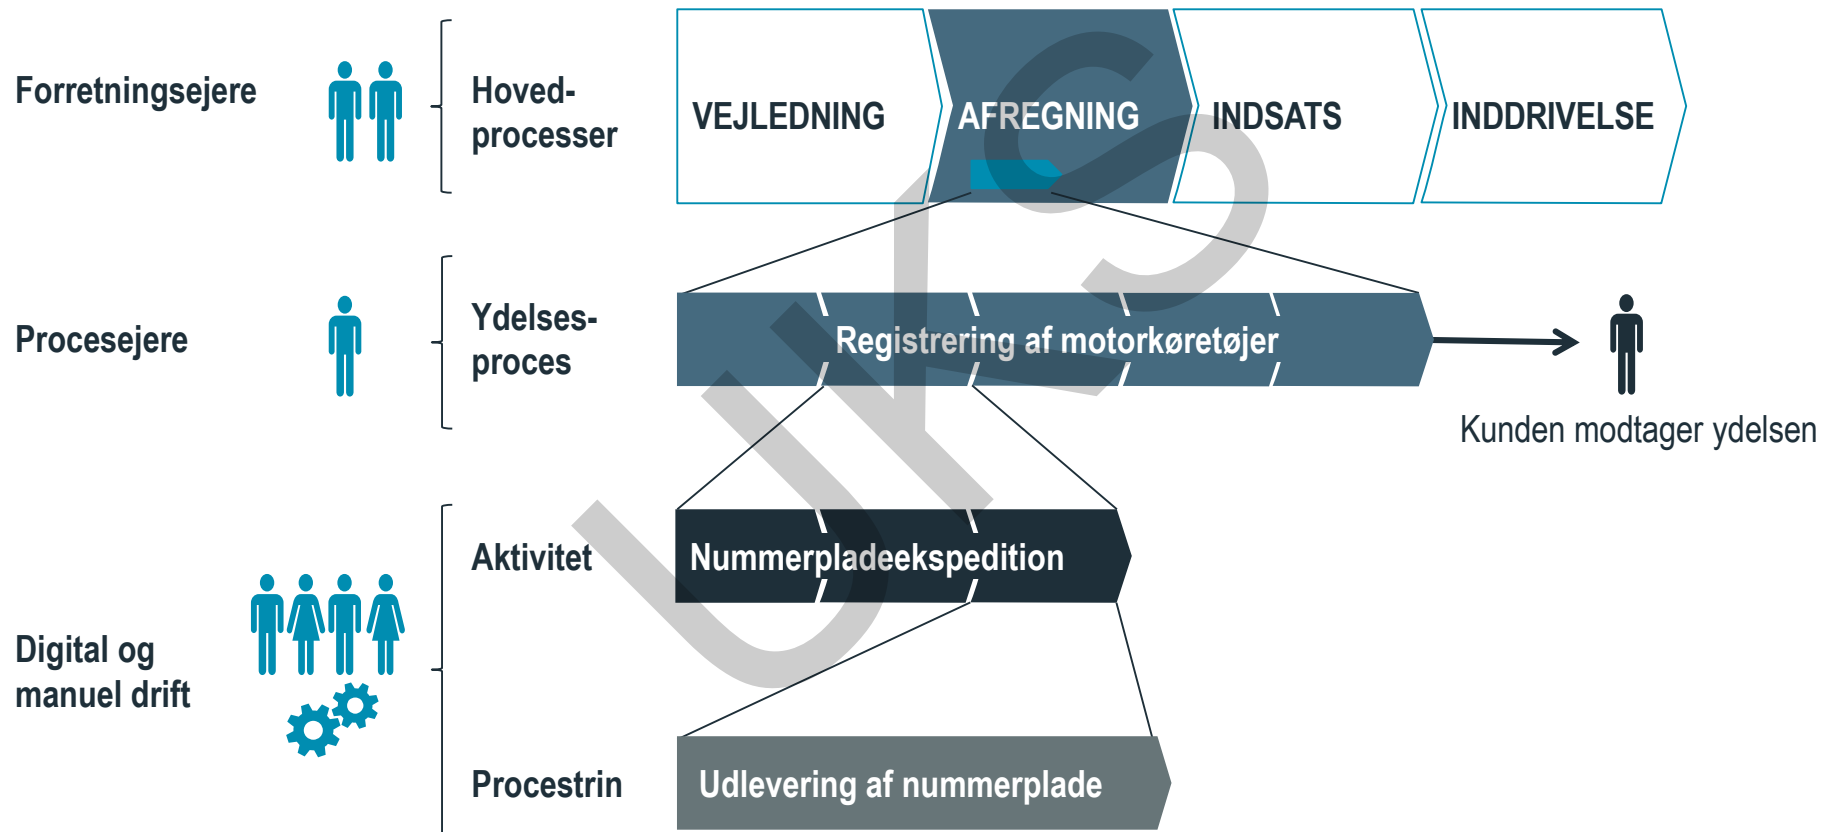 Forretningsejere
Hoved-
processer
VEJLEDNING
AFREGNING
INDSATS
INDDRIVELSE
Procesejere
Ydelses-
proces
Registrering af motorkøretøjer
Kunden modtager ydelsen
Aktivitet
Nummerpladeekspedition
Digital og
manuel drift
Procestrin
Udlevering af nummerplade
UKS